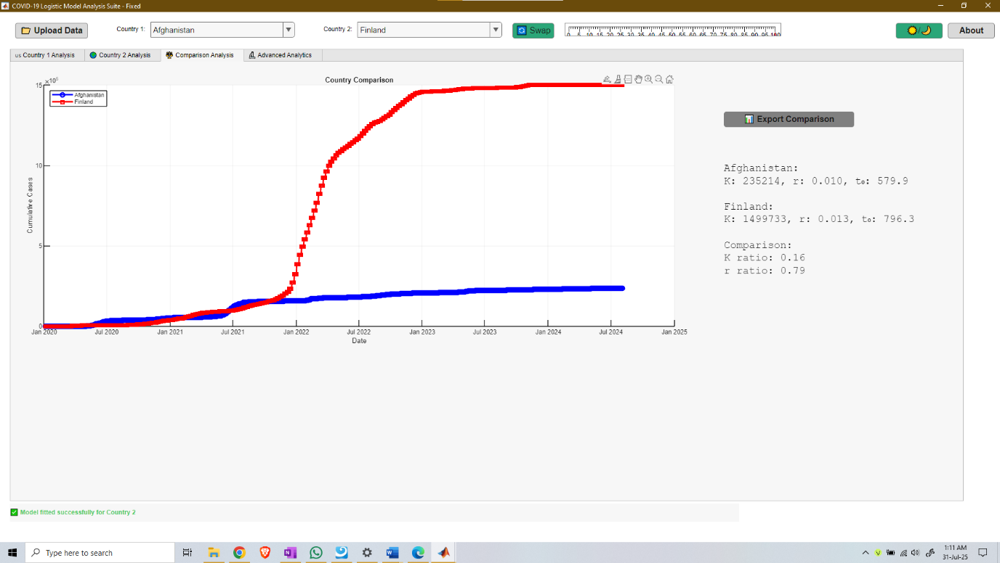 COVID-19 Logistic Model Analysis Suite - Fixed
Upload Data
Country 1:
Afghanistan
Country 2:
Finland
Swap
0 5 10 15 20 25 30 35 40 45 50 55 60 65 70 75 80 85 90 95 100
About
us Country 1 Analysis
Country 2 Analysis
Comparison Analysis
Advanced Analytics
Country Comparison
Afghanistan
Finland
15
10
5
0
Cumulative Cases
Jan 2020
Jul 2020
Jan 2021
Jul 2021
Jan 2022
Jul 2022
Jan 2023
Jul 2023
Jan 2024
Jul 2024
Jan 2025
Date
Export Comparison
Afghanistan:
K: 235214, r: 0.010, t₀: 579.9
Finland:
K: 1499733, r: 0.013, t₀: 796.3
Comparison:
K ratio: 0.16
r ratio: 0.79
Model fitted successfully for Country 2
Type here to search
1:11 AM
31-Jul-25